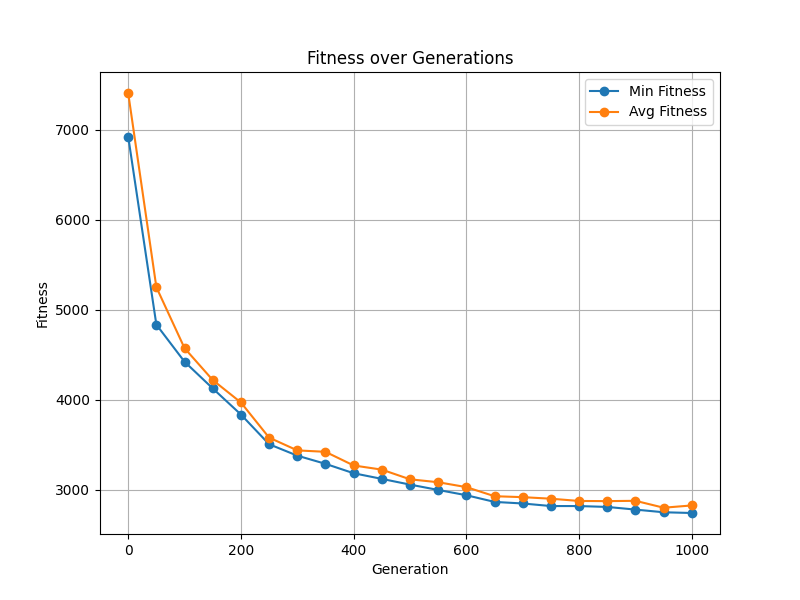 Fitness over Generations
Min Fitness
Avg Fitness
7000
6000
5000
4000
3000
Fitness
0 200 400 600 800 1000
Generation